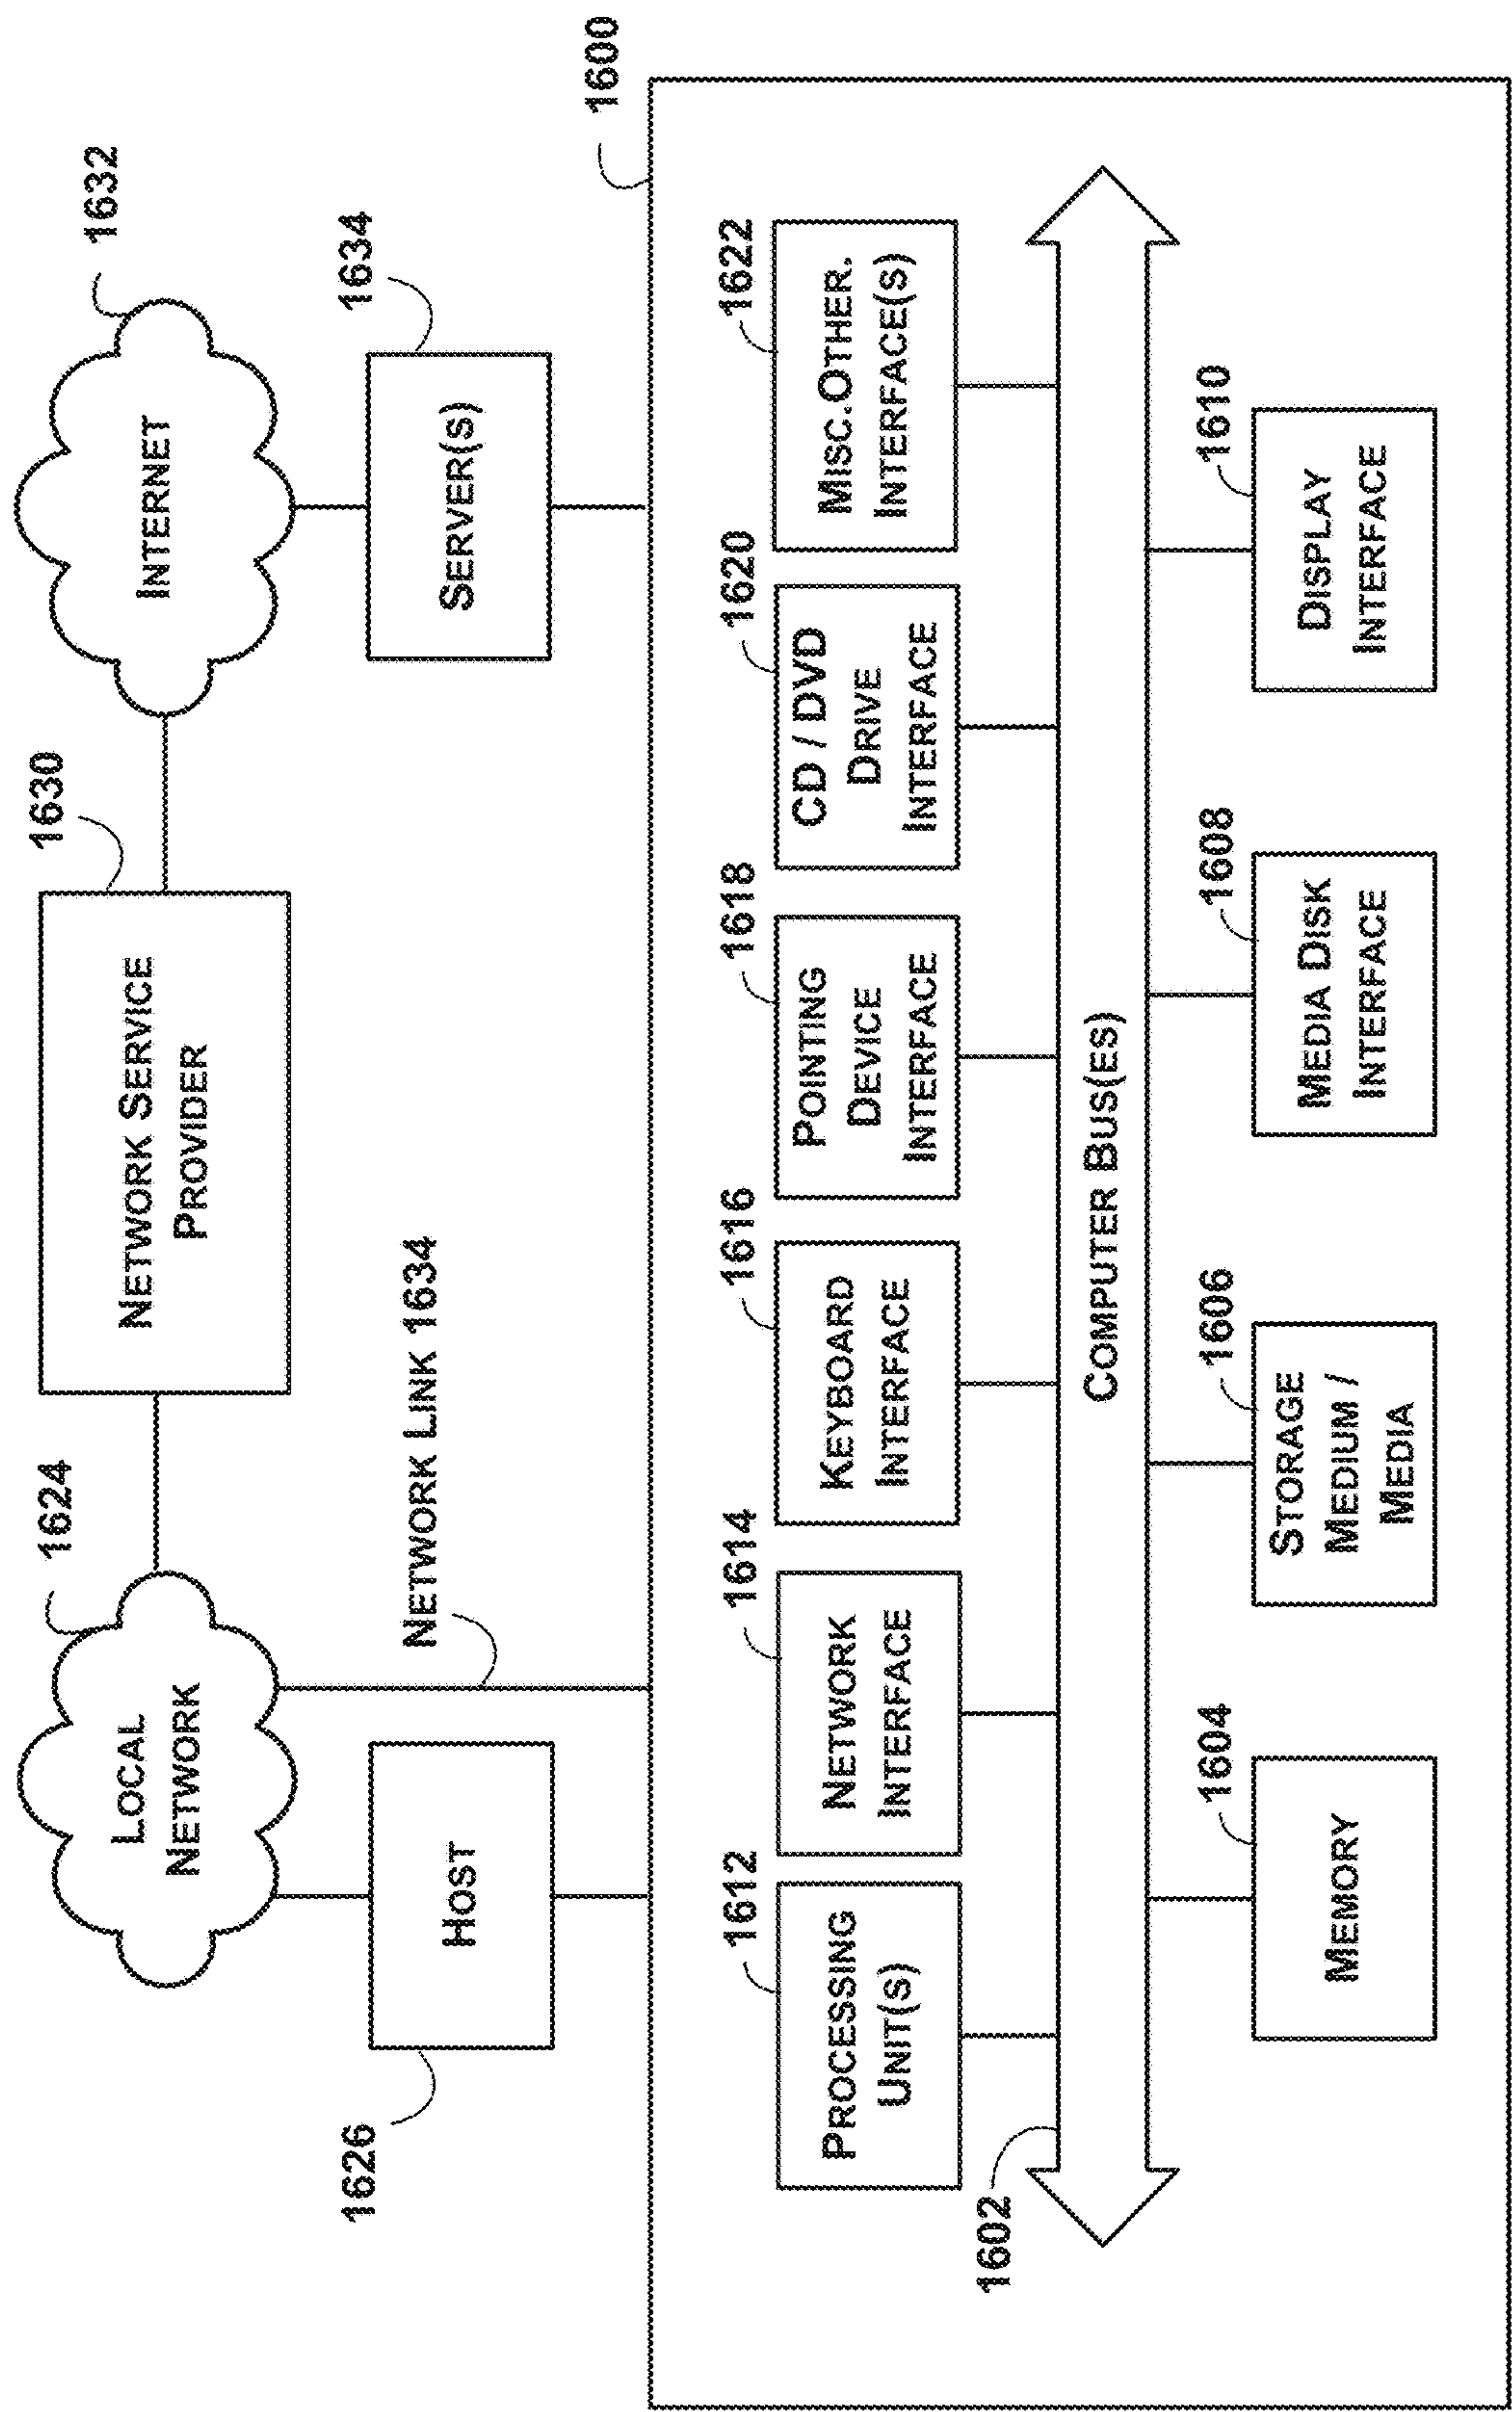 1624
1630
1632
LOCAL
NETWORK
NETWORK SERVICE
PROVIDER
INTERNET
1626
HOST
NETWORK LINK 1634
SERVER(S)
1634
1600
1612
PROCESSING
UNIT(S)
1614
NETWORK
INTERFACE
1616
KEYBOARD
INTERFACE
1618
POINTING
DEVICE
INTERFACE
1620
CD / DVD
DRIVE
INTERFACE
1622
MISC.OTHER.
INTERFACE(S)
1602
COMPUTER BUS(ES)
1604
MEMORY
1606
STORAGE
MEDIUM /
MEDIA
1608
MEDIA DISK
INTERFACE
1610
DISPLAY
INTERFACE